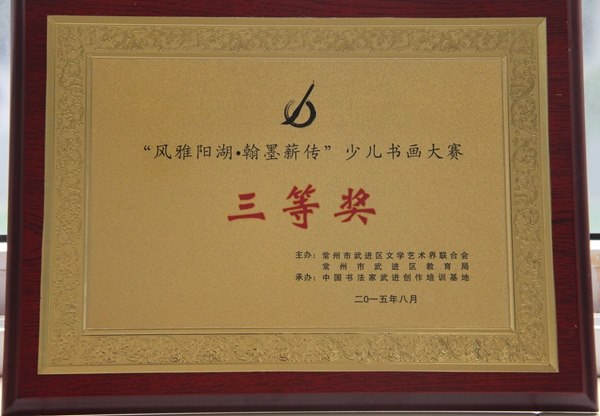 “风雅阳湖·翰墨薪传”少儿书画大赛
三等奖
主办：常州市武进区文学艺术界联合会
常州市武进区教育局
承办：中国书法家武进创作培训基地
二〇一五年八月